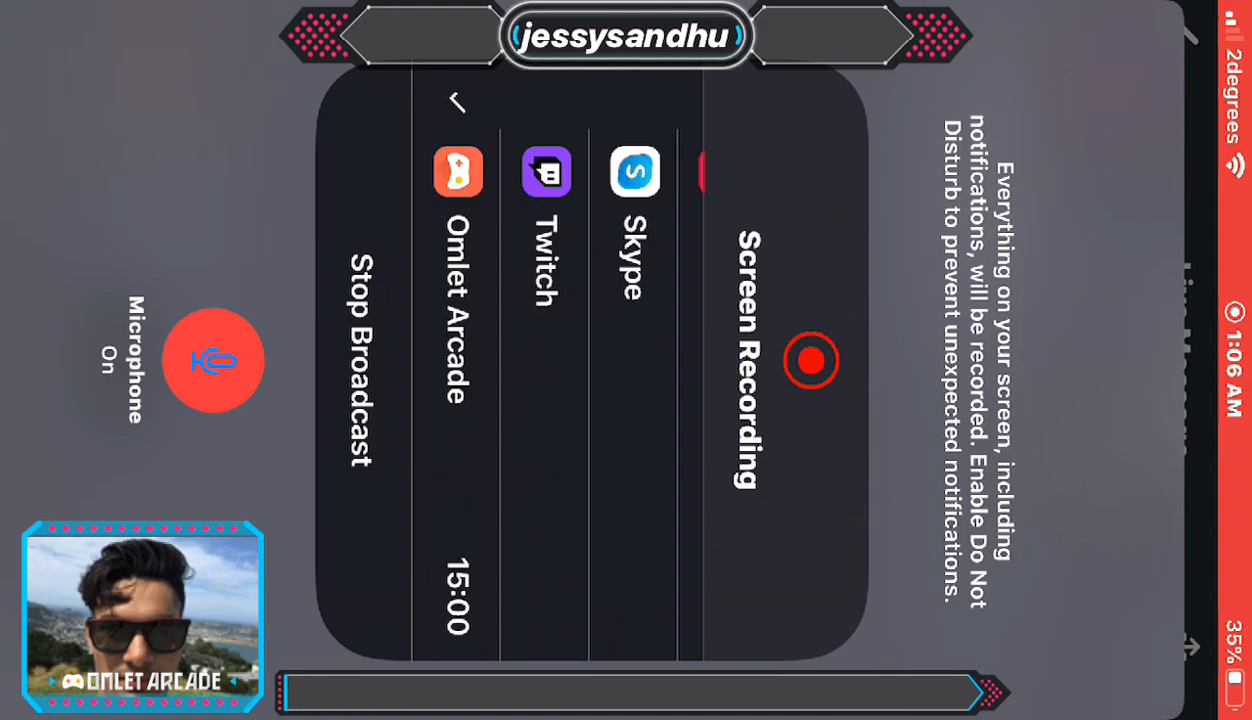 jessysandhu
2degrees
1:06 AM
35%
Everything on your screen, including
notifications, will be recorded. Enable Do Not
Disturb to prevent unexpected notifications.
Screen Recording
Skype
Twitch
✓ Omlet Arcade 15:00
Stop Broadcast
Microphone
On
OMLET ARCADE